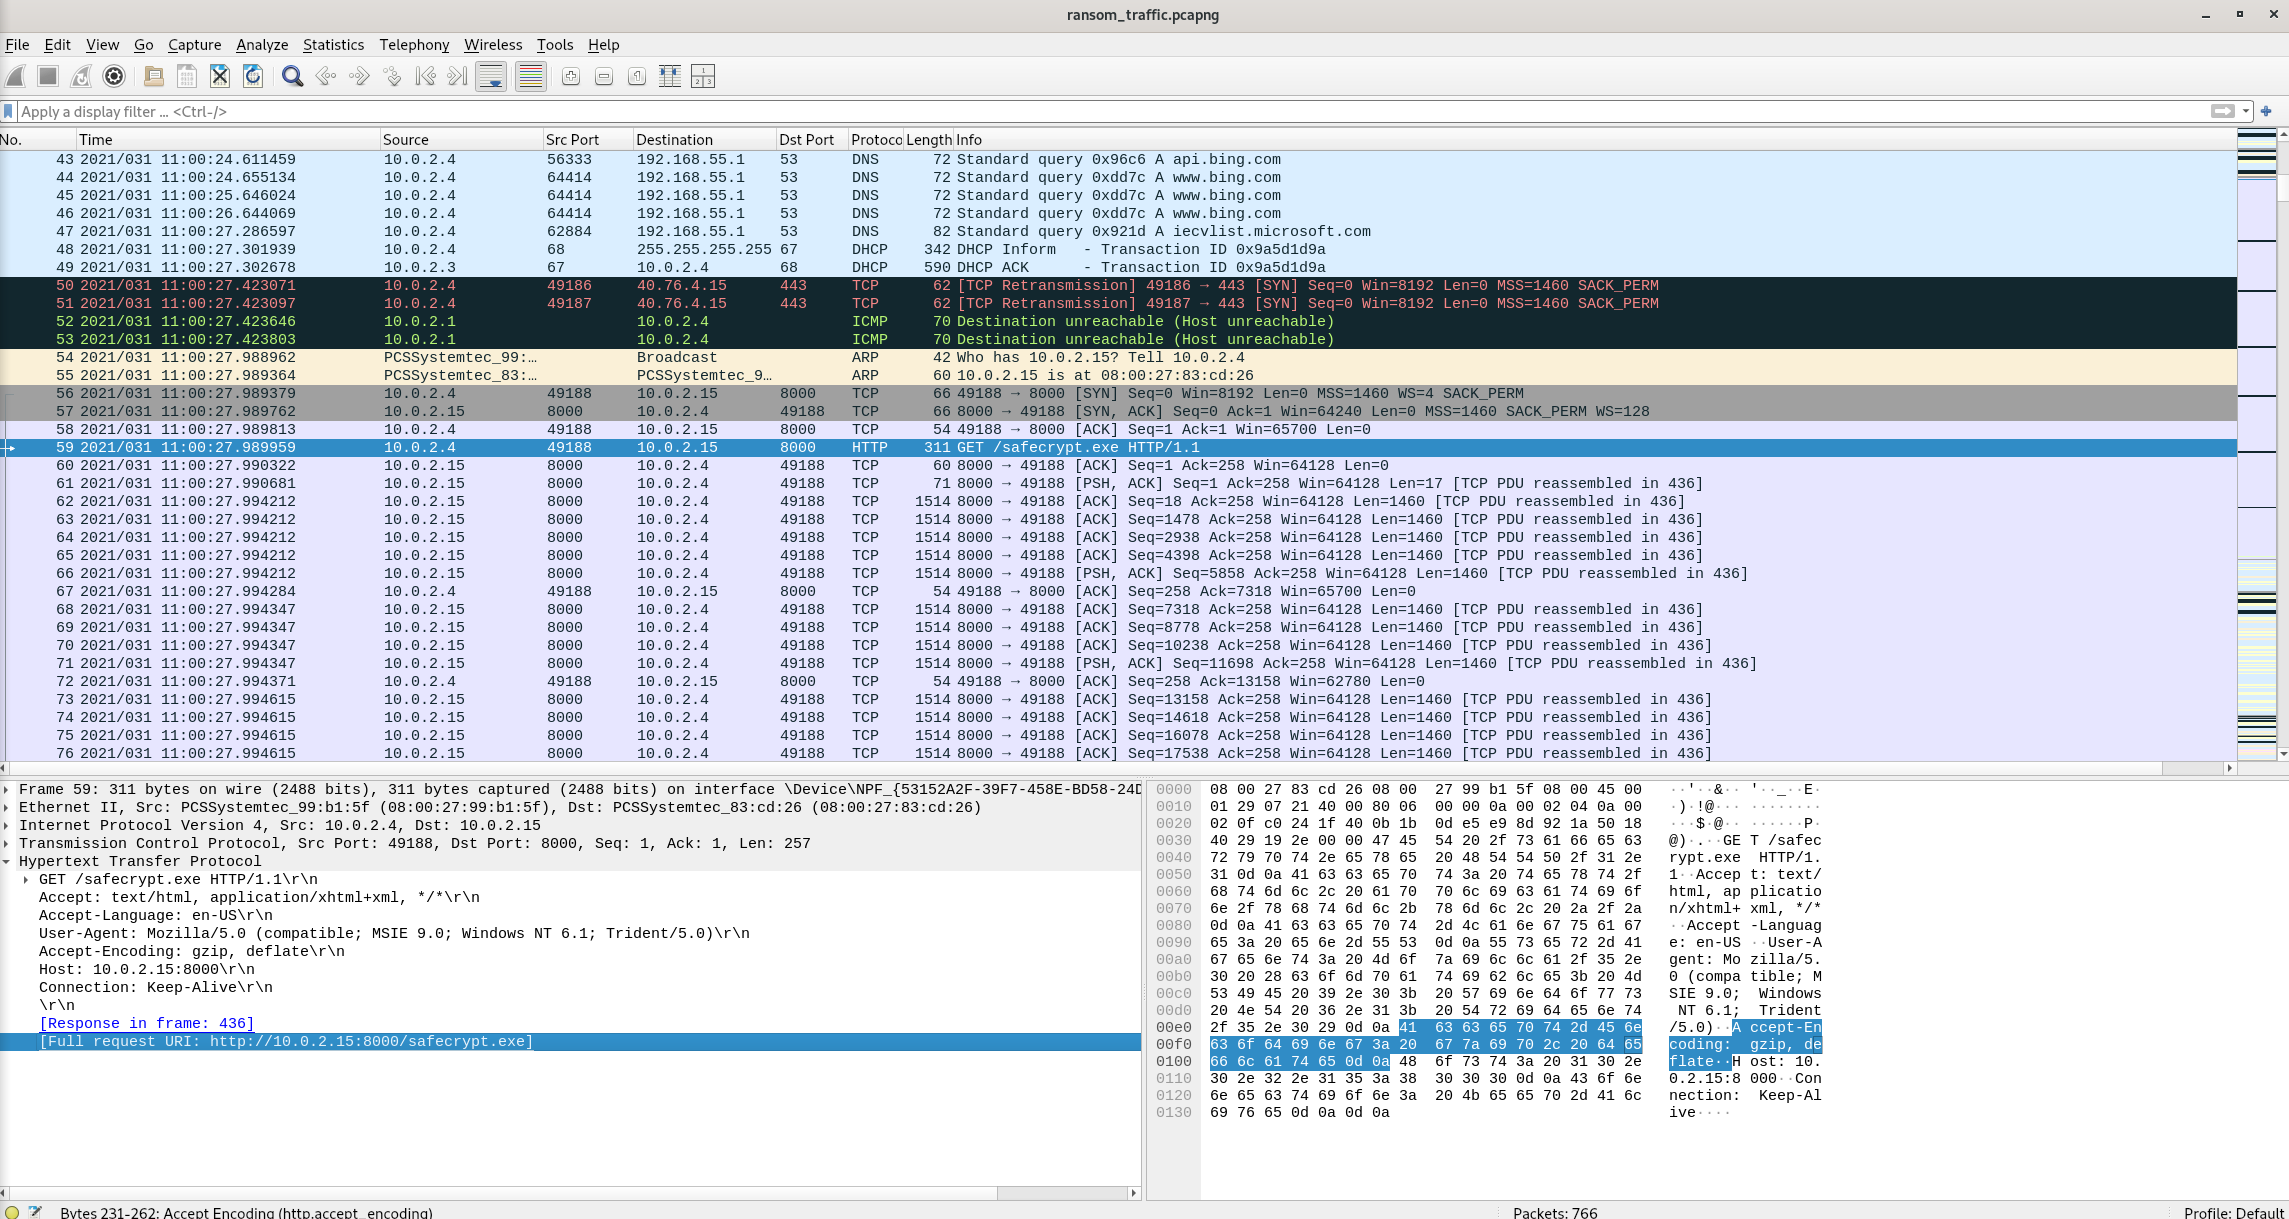 ransom_traffic.pcapng
File Edit View Go Capture Analyze Statistics Telephony Wireless Tools Help
Apply a display filter … <Ctrl-/>
No. Time Source Src Port Destination Dst Port Protoco Length Info
43 2021/031 11:00:24.611459 10.0.2.4 56333 192.168.55.1 53 DNS 72 Standard query 0x96c6 A api.bing.com
44 2021/031 11:00:24.655134 10.0.2.4 64414 192.168.55.1 53 DNS 72 Standard query 0xdd7c A www.bing.com
45 2021/031 11:00:25.646024 10.0.2.4 64414 192.168.55.1 53 DNS 72 Standard query 0xdd7c A www.bing.com
46 2021/031 11:00:26.644069 10.0.2.4 64414 192.168.55.1 53 DNS 72 Standard query 0xdd7c A www.bing.com
47 2021/031 11:00:27.286597 10.0.2.4 62884 192.168.55.1 53 DNS 82 Standard query 0x921d A iecvlist.microsoft.com
48 2021/031 11:00:27.301939 10.0.2.4 68 255.255.255.255 67 DHCP 342 DHCP Inform - Transaction ID 0x9a5d1d9a
49 2021/031 11:00:27.302678 10.0.2.3 67 10.0.2.4 68 DHCP 590 DHCP ACK - Transaction ID 0x9a5d1d9a
50 2021/031 11:00:27.423071 10.0.2.4 49186 40.76.4.15 443 TCP 62 [TCP Retransmission] 49186 → 443 [SYN] Seq=0 Win=8192 Len=0 MSS=1460 SACK_PERM
51 2021/031 11:00:27.423097 10.0.2.4 49187 40.76.4.15 443 TCP 62 [TCP Retransmission] 49187 → 443 [SYN] Seq=0 Win=8192 Len=0 MSS=1460 SACK_PERM
52 2021/031 11:00:27.423646 10.0.2.1 10.0.2.4 ICMP 70 Destination unreachable (Host unreachable)
53 2021/031 11:00:27.423803 10.0.2.1 10.0.2.4 ICMP 70 Destination unreachable (Host unreachable)
54 2021/031 11:00:27.988962 PCSSystemtec_99:… Broadcast ARP 42 Who has 10.0.2.15? Tell 10.0.2.4
55 2021/031 11:00:27.989364 PCSSystemtec_83:… PCSSystemtec_9… ARP 60 10.0.2.15 is at 08:00:27:83:cd:26
56 2021/031 11:00:27.989379 10.0.2.4 49188 10.0.2.15 8000 TCP 66 49188 → 8000 [SYN] Seq=0 Win=8192 Len=0 MSS=1460 WS=4 SACK_PERM
57 2021/031 11:00:27.989762 10.0.2.15 8000 10.0.2.4 49188 TCP 66 8000 → 49188 [SYN, ACK] Seq=0 Ack=1 Win=64240 Len=0 MSS=1460 SACK_PERM WS=128
58 2021/031 11:00:27.989813 10.0.2.4 49188 10.0.2.15 8000 TCP 54 49188 → 8000 [ACK] Seq=1 Ack=1 Win=65700 Len=0
59 2021/031 11:00:27.989959 10.0.2.4 49188 10.0.2.15 8000 HTTP 311 GET /safecrypt.exe HTTP/1.1
60 2021/031 11:00:27.990322 10.0.2.15 8000 10.0.2.4 49188 TCP 60 8000 → 49188 [ACK] Seq=1 Ack=258 Win=64128 Len=0
61 2021/031 11:00:27.990681 10.0.2.15 8000 10.0.2.4 49188 TCP 71 8000 → 49188 [PSH, ACK] Seq=1 Ack=258 Win=64128 Len=17 [TCP PDU reassembled in 436]
62 2021/031 11:00:27.994212 10.0.2.15 8000 10.0.2.4 49188 TCP 1514 8000 → 49188 [ACK] Seq=18 Ack=258 Win=64128 Len=1460 [TCP PDU reassembled in 436]
63 2021/031 11:00:27.994212 10.0.2.15 8000 10.0.2.4 49188 TCP 1514 8000 → 49188 [ACK] Seq=1478 Ack=258 Win=64128 Len=1460 [TCP PDU reassembled in 436]
64 2021/031 11:00:27.994212 10.0.2.15 8000 10.0.2.4 49188 TCP 1514 8000 → 49188 [ACK] Seq=2938 Ack=258 Win=64128 Len=1460 [TCP PDU reassembled in 436]
65 2021/031 11:00:27.994212 10.0.2.15 8000 10.0.2.4 49188 TCP 1514 8000 → 49188 [ACK] Seq=4398 Ack=258 Win=64128 Len=1460 [TCP PDU reassembled in 436]
66 2021/031 11:00:27.994212 10.0.2.15 8000 10.0.2.4 49188 TCP 1514 8000 → 49188 [PSH, ACK] Seq=5858 Ack=258 Win=64128 Len=1460 [TCP PDU reassembled in 436]
67 2021/031 11:00:27.994284 10.0.2.4 49188 10.0.2.15 8000 TCP 54 49188 → 8000 [ACK] Seq=258 Ack=7318 Win=65700 Len=0
68 2021/031 11:00:27.994347 10.0.2.15 8000 10.0.2.4 49188 TCP 1514 8000 → 49188 [ACK] Seq=7318 Ack=258 Win=64128 Len=1460 [TCP PDU reassembled in 436]
69 2021/031 11:00:27.994347 10.0.2.15 8000 10.0.2.4 49188 TCP 1514 8000 → 49188 [ACK] Seq=8778 Ack=258 Win=64128 Len=1460 [TCP PDU reassembled in 436]
70 2021/031 11:00:27.994347 10.0.2.15 8000 10.0.2.4 49188 TCP 1514 8000 → 49188 [ACK] Seq=10238 Ack=258 Win=64128 Len=1460 [TCP PDU reassembled in 436]
71 2021/031 11:00:27.994347 10.0.2.15 8000 10.0.2.4 49188 TCP 1514 8000 → 49188 [PSH, ACK] Seq=11698 Ack=258 Win=64128 Len=1460 [TCP PDU reassembled in 436]
72 2021/031 11:00:27.994371 10.0.2.4 49188 10.0.2.15 8000 TCP 54 49188 → 8000 [ACK] Seq=258 Ack=13158 Win=62780 Len=0
73 2021/031 11:00:27.994615 10.0.2.15 8000 10.0.2.4 49188 TCP 1514 8000 → 49188 [ACK] Seq=13158 Ack=258 Win=64128 Len=1460 [TCP PDU reassembled in 436]
74 2021/031 11:00:27.994615 10.0.2.15 8000 10.0.2.4 49188 TCP 1514 8000 → 49188 [ACK] Seq=14618 Ack=258 Win=64128 Len=1460 [TCP PDU reassembled in 436]
75 2021/031 11:00:27.994615 10.0.2.15 8000 10.0.2.4 49188 TCP 1514 8000 → 49188 [ACK] Seq=16078 Ack=258 Win=64128 Len=1460 [TCP PDU reassembled in 436]
76 2021/031 11:00:27.994615 10.0.2.15 8000 10.0.2.4 49188 TCP 1514 8000 → 49188 [ACK] Seq=17538 Ack=258 Win=64128 Len=1460 [TCP PDU reassembled in 436]
Frame 59: 311 bytes on wire (2488 bits), 311 bytes captured (2488 bits) on interface \Device\NPF_{53152A2F-39F7-458E-BD58-24D
Ethernet II, Src: PCSSystemtec_99:b1:5f (08:00:27:99:b1:5f), Dst: PCSSystemtec_83:cd:26 (08:00:27:83:cd:26)
Internet Protocol Version 4, Src: 10.0.2.4, Dst: 10.0.2.15
Transmission Control Protocol, Src Port: 49188, Dst Port: 8000, Seq: 1, Ack: 1, Len: 257
Hypertext Transfer Protocol
GET /safecrypt.exe HTTP/1.1\r\n
Accept: text/html, application/xhtml+xml, */*\r\n
Accept-Language: en-US\r\n
User-Agent: Mozilla/5.0 (compatible; MSIE 9.0; Windows NT 6.1; Trident/5.0)\r\n
Accept-Encoding: gzip, deflate\r\n
Host: 10.0.2.15:8000\r\n
Connection: Keep-Alive\r\n
\r\n
[Response in frame: 436]
[Full request URI: http://10.0.2.15:8000/safecrypt.exe]
0000 08 00 27 83 cd 26 08 00 27 99 b1 5f 08 00 45 00 ··'··&·· '··_··E·
0010 01 29 07 21 40 00 80 06 00 00 0a 00 02 04 0a 00 ·)·!@··· ········
0020 02 0f c0 24 1f 40 0b 1b 0d e5 e9 8d 92 1a 50 18 ···$·@·· ······P·
0030 40 29 19 2e 00 00 47 45 54 20 2f 73 61 66 65 63 @)·.··GE T /safec
0040 72 79 70 74 2e 65 78 65 20 48 54 54 50 2f 31 2e rypt.exe HTTP/1.
0050 31 0d 0a 41 63 63 65 70 74 3a 20 74 65 78 74 2f 1··Accep t: text/
0060 68 74 6d 6c 2c 20 61 70 70 6c 69 63 61 74 69 6f html, ap plicatio
0070 6e 2f 78 68 74 6d 6c 2b 78 6d 6c 2c 20 2a 2f 2a n/xhtml+ xml, */*
0080 0d 0a 41 63 63 65 70 74 2d 4c 61 6e 67 75 61 67 ··Accept -Languag
0090 65 3a 20 65 6e 2d 55 53 0d 0a 55 73 65 72 2d 41 e: en-US ··User-A
00a0 67 65 6e 74 3a 20 4d 6f 7a 69 6c 6c 61 2f 35 2e gent: Mo zilla/5.
00b0 30 20 28 63 6f 6d 70 61 74 69 62 6c 65 3b 20 4d 0 (compa tible; M
00c0 53 49 45 20 39 2e 30 3b 20 57 69 6e 64 6f 77 73 SIE 9.0; Windows
00d0 20 4e 54 20 36 2e 31 3b 20 54 72 69 64 65 6e 74 NT 6.1; Trident
00e0 2f 35 2e 30 29 0d 0a 41 63 63 65 70 74 2d 45 6e /5.0)··A ccept-En
00f0 63 6f 64 69 6e 67 3a 20 67 7a 69 70 2c 20 64 65 coding: gzip, de
0100 66 6c 61 74 65 0d 0a 48 6f 73 74 3a 20 31 30 2e flate··H ost: 10.
0110 30 2e 32 2e 31 35 3a 38 30 30 30 0d 0a 43 6f 6e 0.2.15:8 000··Con
0120 6e 65 63 74 69 6f 6e 3a 20 4b 65 65 70 2d 41 6c nection: Keep-Al
0130 69 76 65 0d 0a 0d 0a ive····
Bytes 231-262: Accept Encoding (http.accept_encoding) Packets: 766 Profile: Default